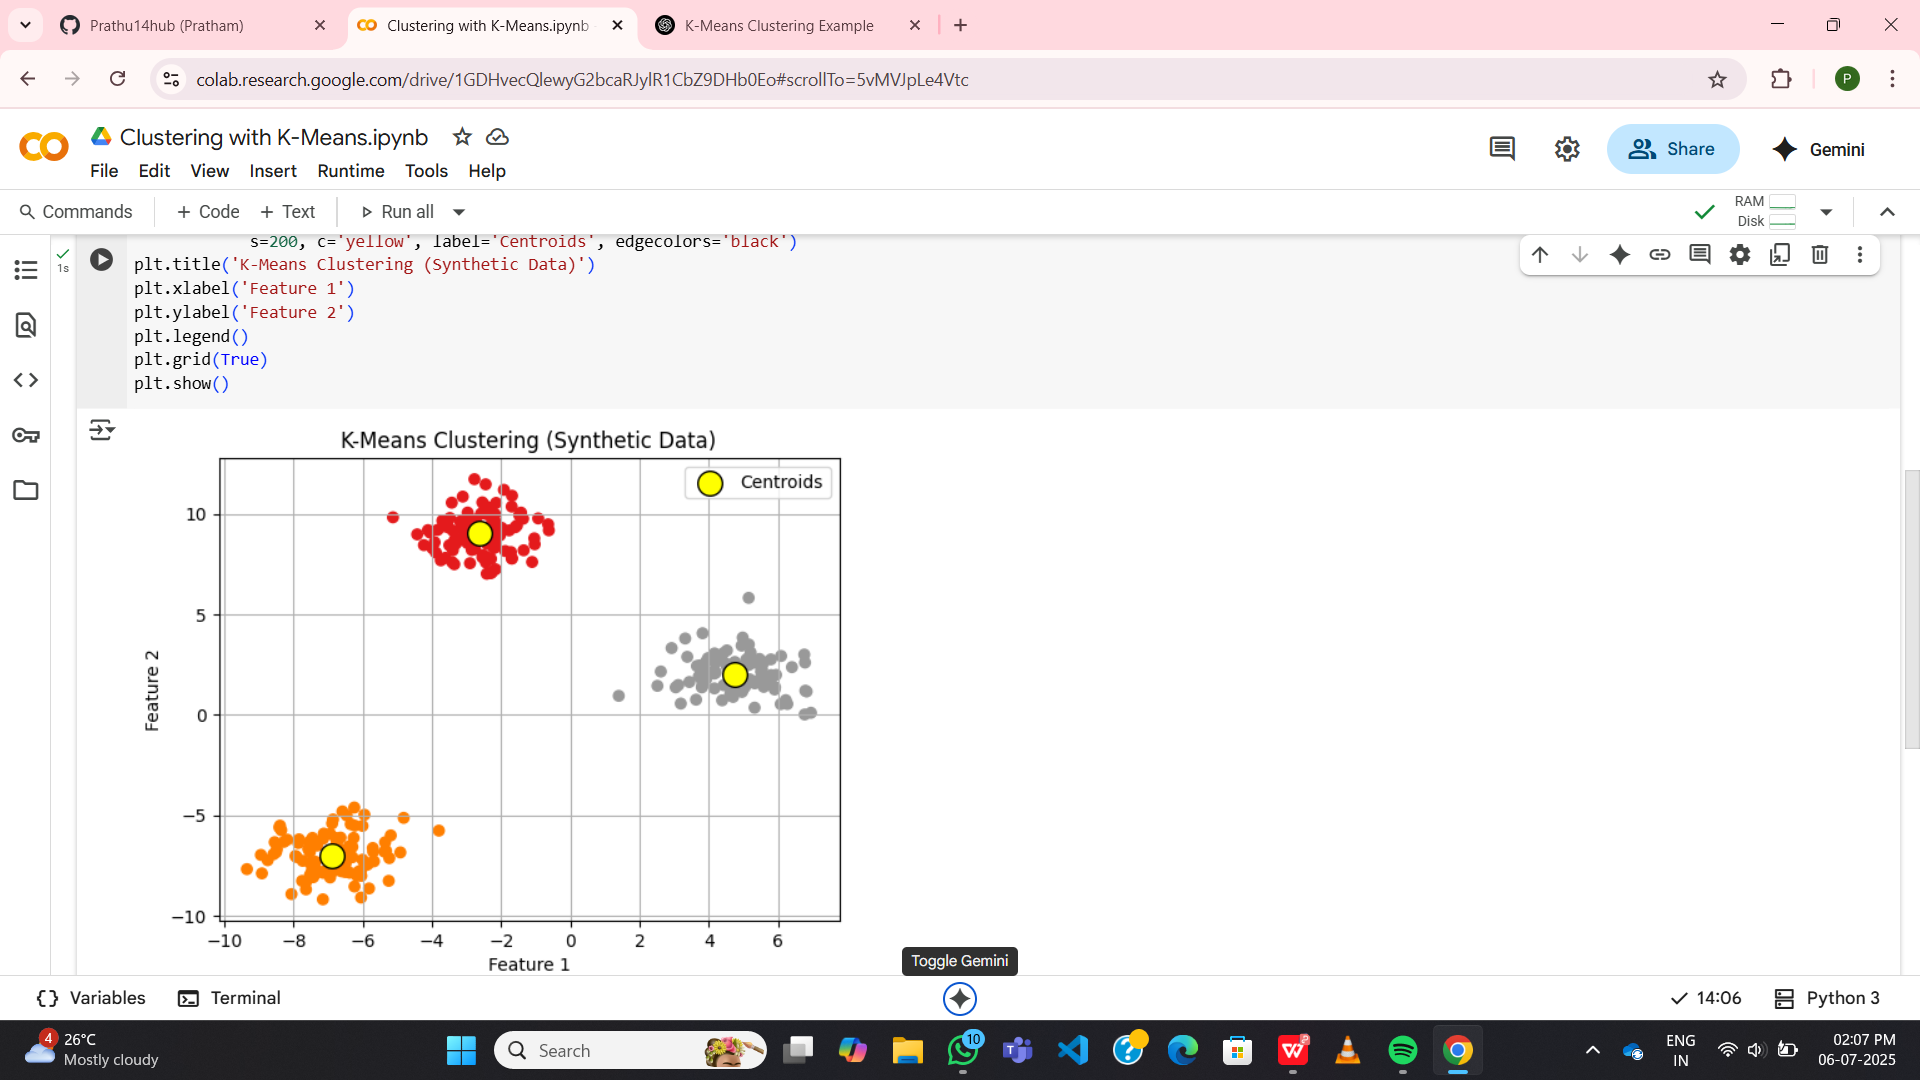 Prathu14hub (Pratham)
Clustering with K-Means.ipynb
K-Means Clustering Example
colab.research.google.com/drive/1GDHvecQlewyG2bcaRJylR1CbZ9DHb0Eo#scrollTo=5vMVJpLe4Vtc
P
Clustering with K-Means.ipynb
File Edit View Insert Runtime Tools Help
Share
Gemini
Commands + Code + Text Run all
RAM
Disk
1s
s=200, c='yellow', label='Centroids', edgecolors='black')
plt.title('K-Means Clustering (Synthetic Data)')
plt.xlabel('Feature 1')
plt.ylabel('Feature 2')
plt.legend()
plt.grid(True)
plt.show()
K-Means Clustering (Synthetic Data)
Centroids
10
5
0
−5
−10
Feature 2
−10 −8 −6 −4 −2 0 2 4 6
Feature 1
Toggle Gemini
Variables Terminal
14:06 Python 3
4
26°C
Mostly cloudy
Search
10
ENG
IN
02:07 PM
06-07-2025